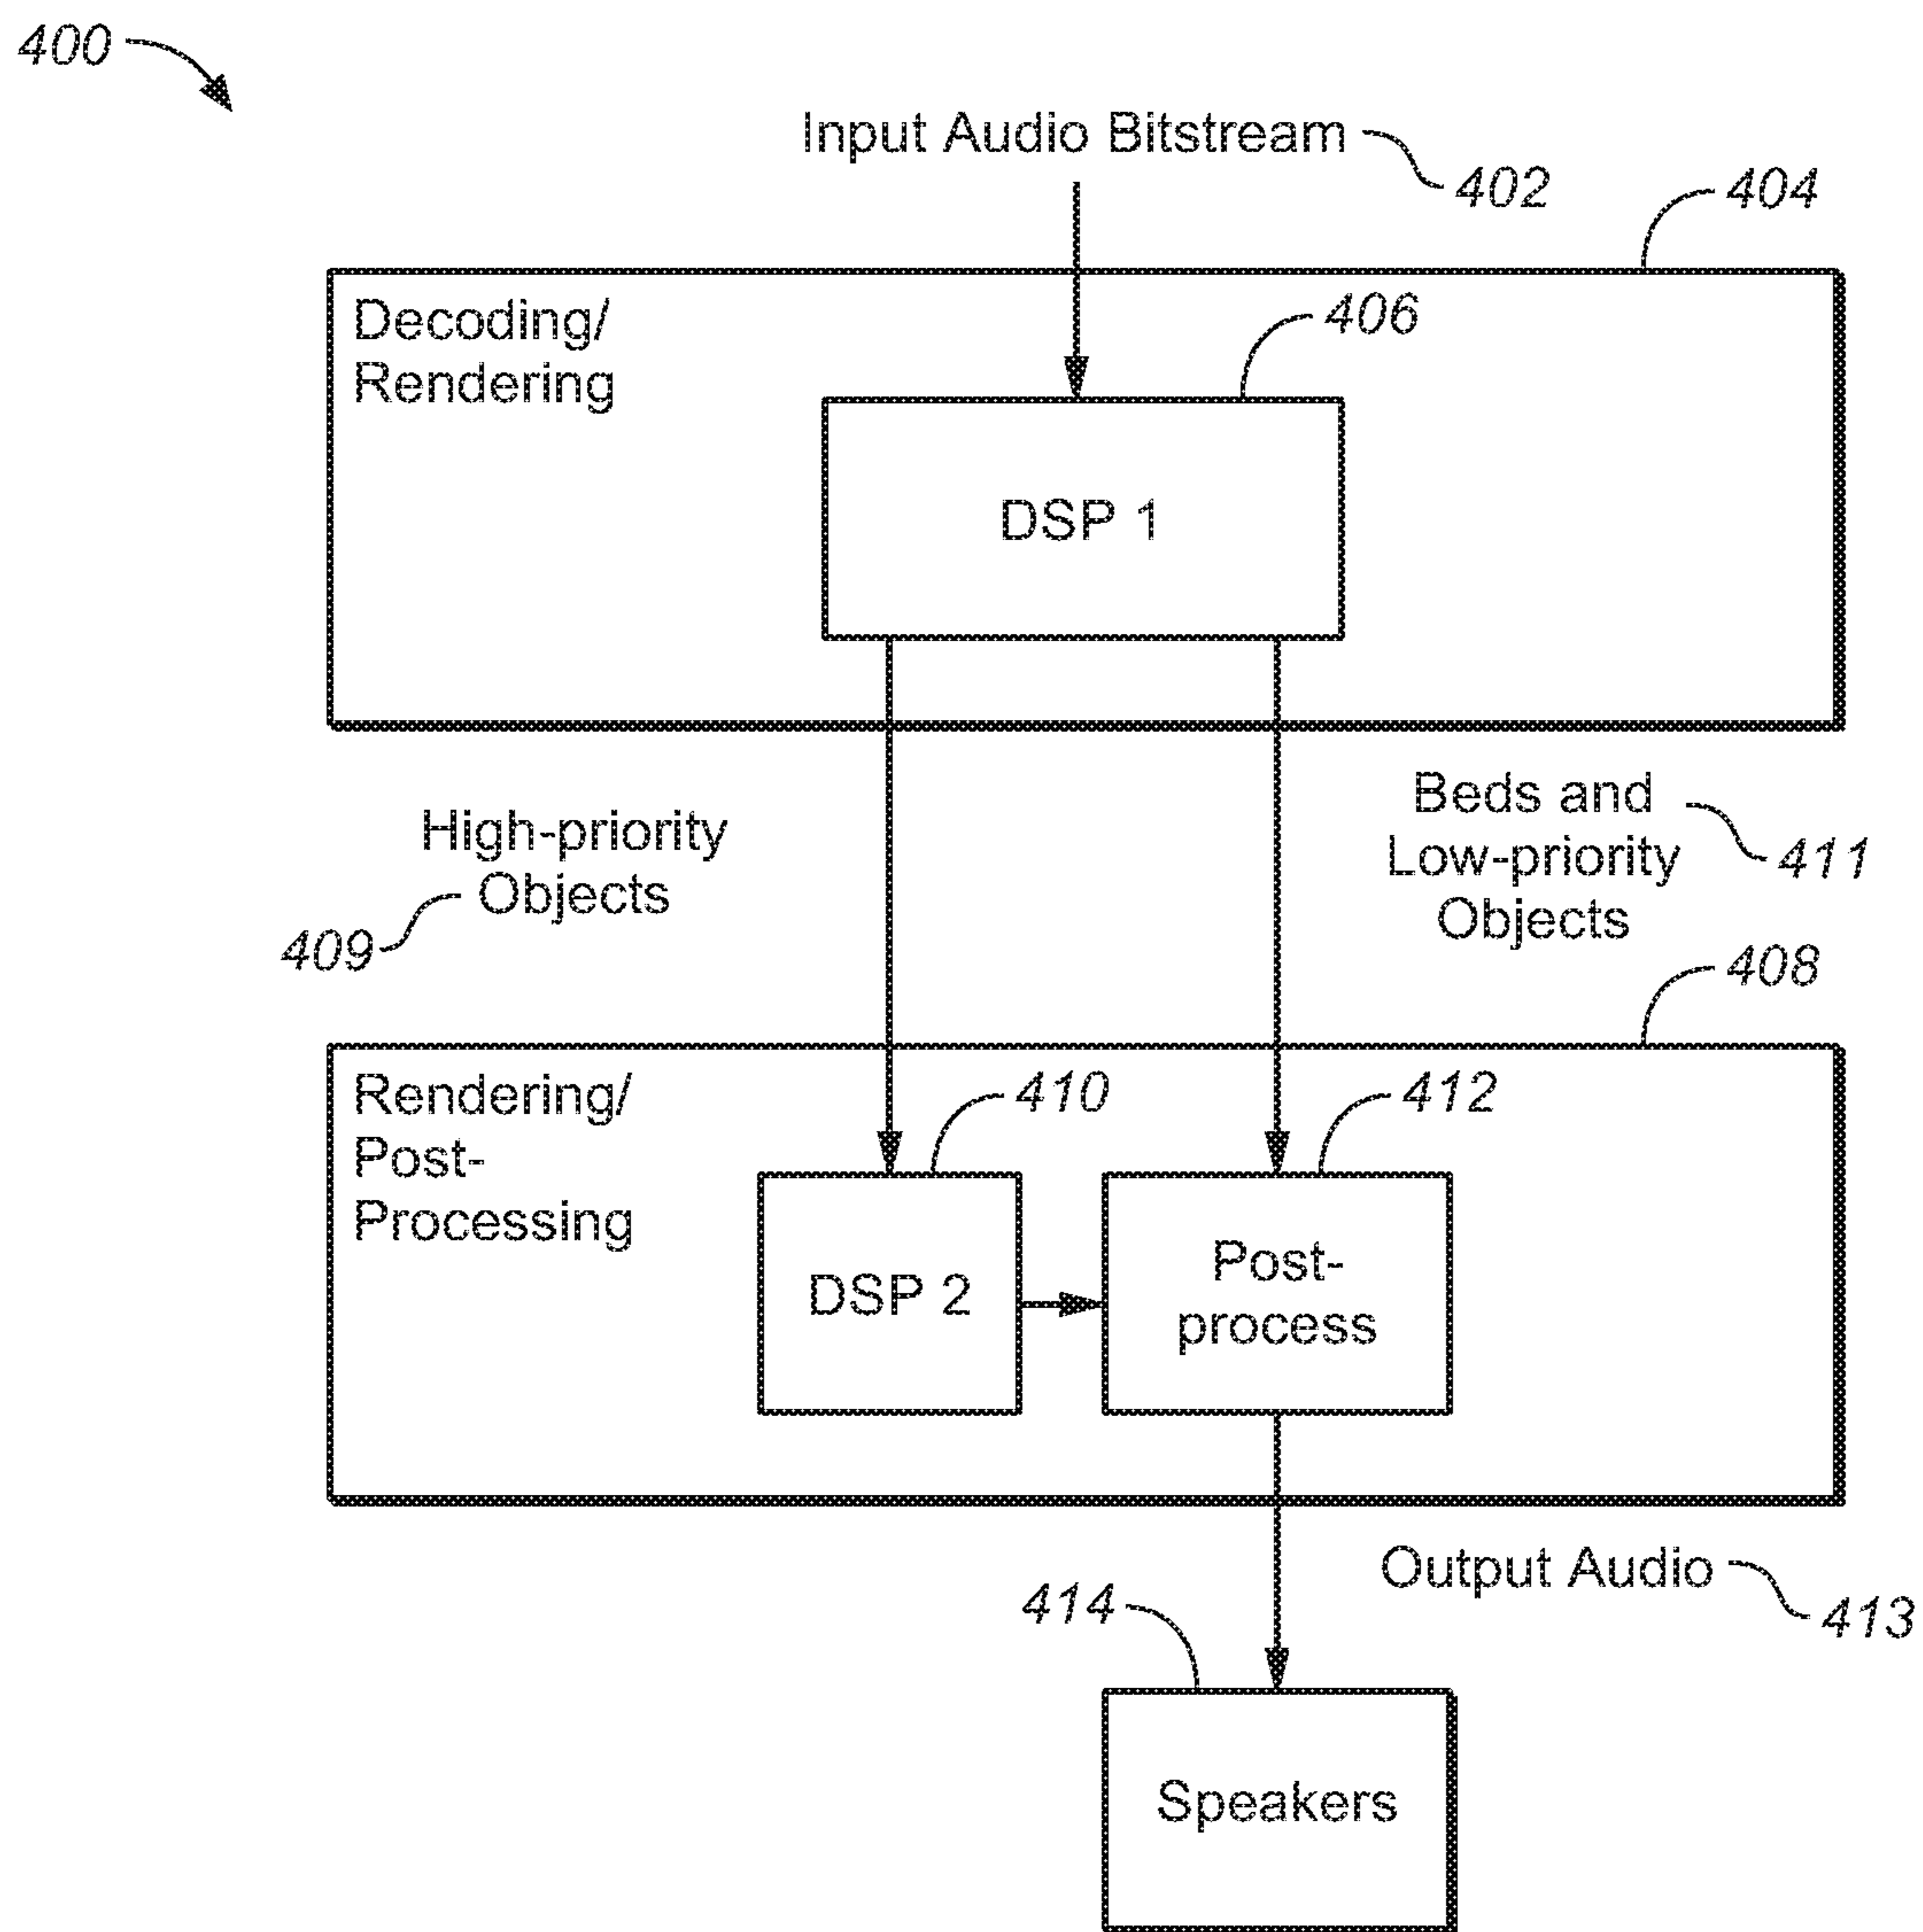 400
Input Audio Bitstream
402
404
Decoding/
Rendering
406
DSP 1
High-priority
Objects
409
Beds and
Low-priority
Objects
411
408
Rendering/
Post-
Processing
410
412
DSP 2
Post-
process
Output Audio
413
414
Speakers